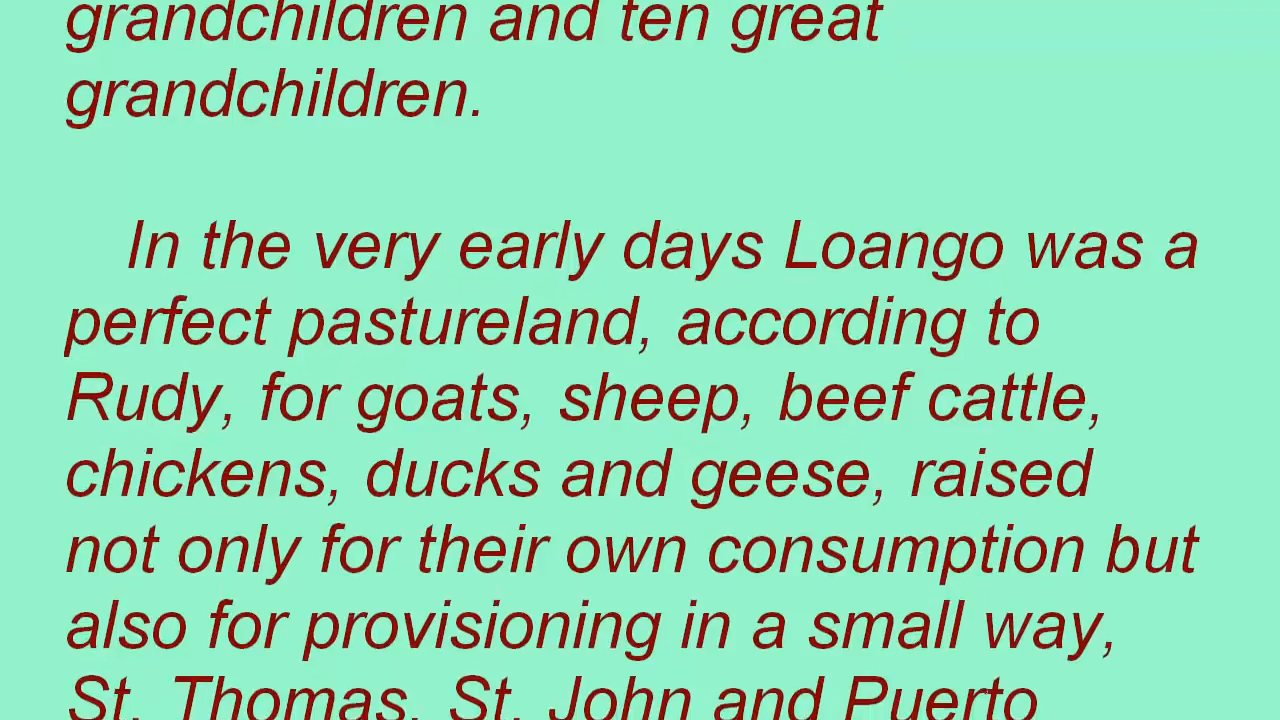 grandchildren and ten great
grandchildren.
In the very early days Loango was a
perfect pastureland, according to
Rudy, for goats, sheep, beef cattle,
chickens, ducks and geese, raised
not only for their own consumption but
also for provisioning in a small way,
St. Thomas, St. John and Puerto